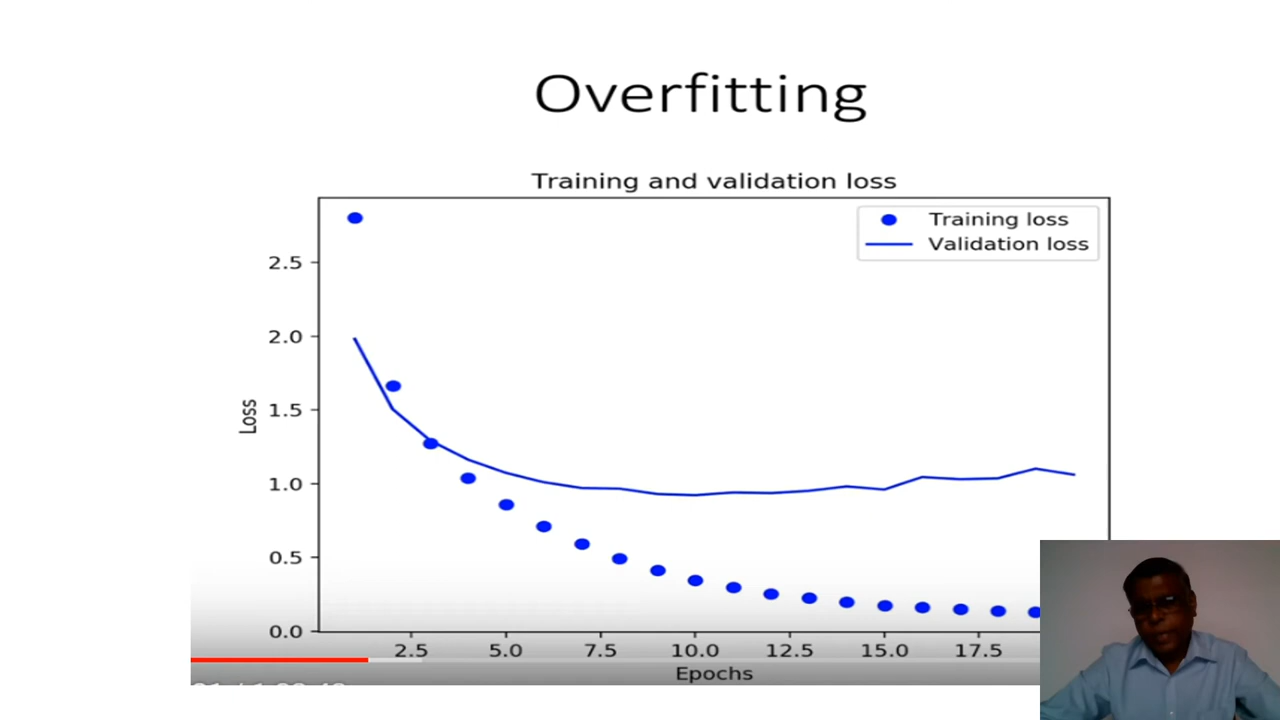 Overfitting
Training and validation loss
Training loss
Validation loss
2.5
2.0
1.5
1.0
0.5
0.0
Loss
2.5 5.0 7.5 10.0 12.5 15.0 17.5
Epochs